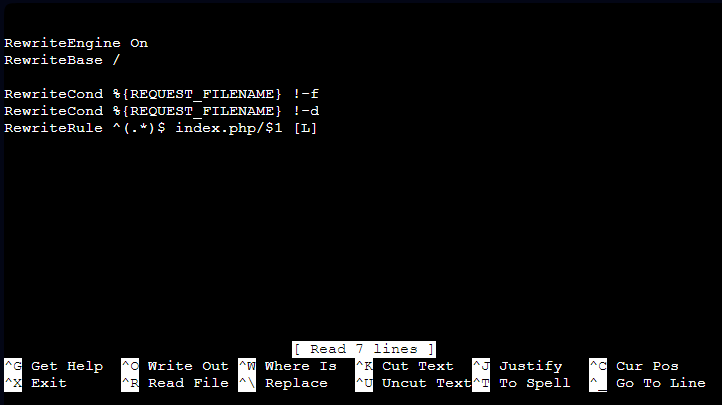 RewriteEngine On
RewriteBase /
RewriteCond %{REQUEST_FILENAME} !-f
RewriteCond %{REQUEST_FILENAME} !-d
RewriteRule ^(.*)$ index.php/$1 [L]
[ Read 7 lines ]
^G Get Help ^O Write Out ^W Where Is ^K Cut Text ^J Justify ^C Cur Pos
^X Exit ^R Read File ^\ Replace ^U Uncut Text ^T To Spell ^_ Go To Line